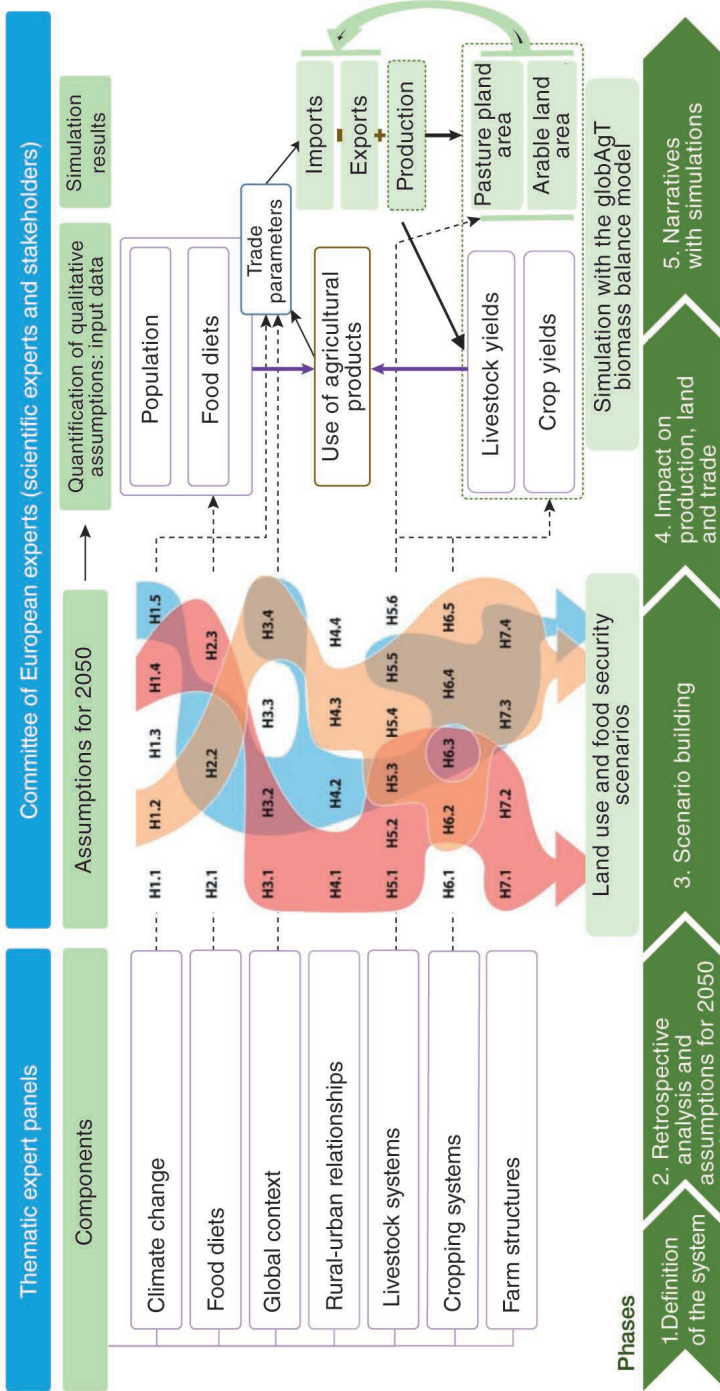 Thematic expert panels
Committee of European experts (scientific experts and stakeholders)
Components
Assumptions for 2050
Quantification of qualitative
assumptions: input data
Simulation
results
Climate change
Food diets
Global context
Rural-urban relationships
Livestock systems
Cropping systems
Farm structures
H1.1 H1.2 H1.3 H1.4 H1.5
H2.1 H2.2 H2.3
H3.1 H3.2 H3.3 H3.4
H4.1 H4.2 H4.3 H4.4
H5.1 H5.2 H5.3 H5.4 H5.5 H5.6
H6.1 H6.2 H6.3 H6.4 H6.5
H7.1 H7.2 H7.3 H7.4
Land use and food security
scenarios
Population
Food diets
Trade
parameters
Use of agricultural
products
Livestock yields
Crop yields
Imports
-
Exports
+
Production
Pasture pland
area
Arable land
area
Simulation with the globAgT
biomass balance model
Phases
1.Definition
of the system
2. Retrospective
analysis and
assumptions for 2050
3. Scenario building
4. Impact on
production, land
and trade
5. Narratives
with simulations